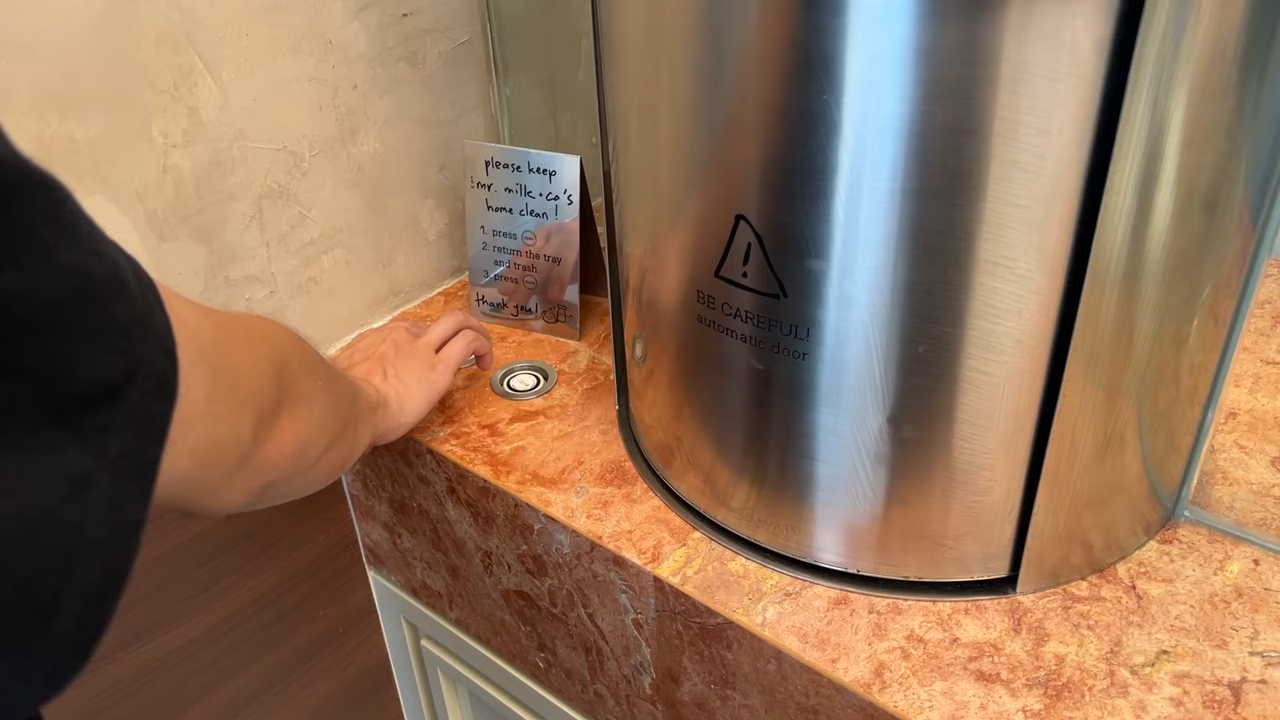 please keep
mr. milk + co's
home clean!
1. press
2. return the tray
and trash
3. press
thank you!
BE CAREFUL!
automatic door